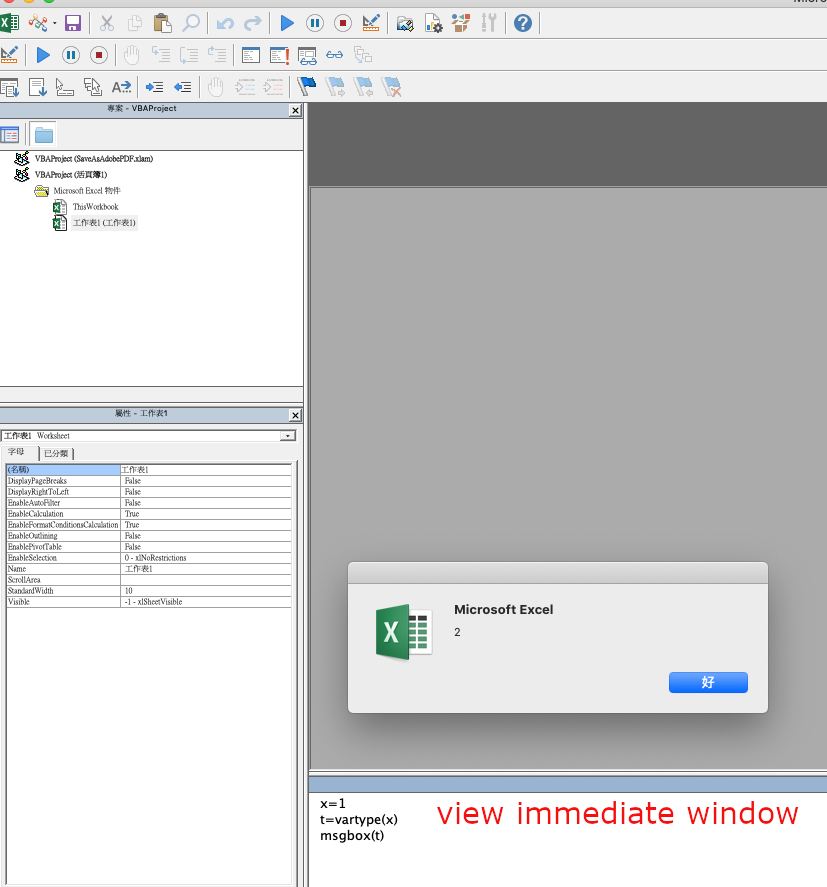 Micros
專案 - VBAProject
VBAProject (SaveAsAdobePDF.xlam)
VBAProject (活頁簿1)
Microsoft Excel 物件
ThisWorkbook
工作表1 (工作表1)
屬性 - 工作表1
工作表1 Worksheet
字母 已分類
(名稱) 工作表1
DisplayPageBreaks False
DisplayRightToLeft False
EnableAutoFilter False
EnableCalculation True
EnableFormatConditionsCalculation True
EnableOutlining False
EnablePivotTable False
EnableSelection 0 - xlNoRestrictions
Name 工作表1
ScrollArea
StandardWidth 10
Visible -1 - xlSheetVisible
Microsoft Excel
2
好
x=1
t=vartype(x)
msgbox(t)
view immediate window